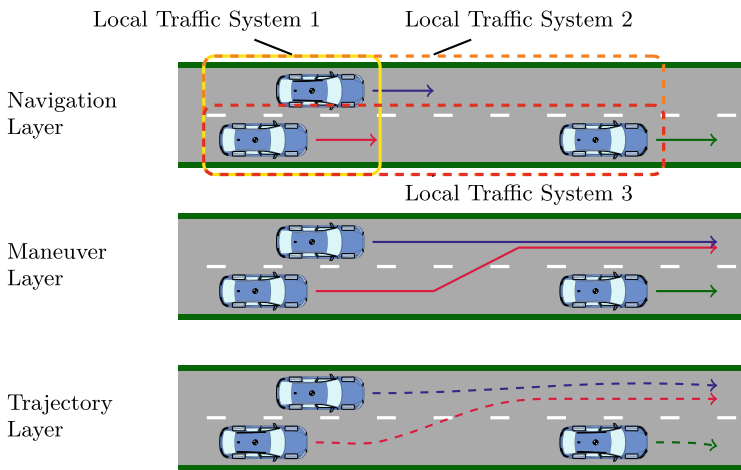 Local Traffic System 1
Local Traffic System 2
Navigation
Layer
Local Traffic System 3
Maneuver
Layer
Trajectory
Layer